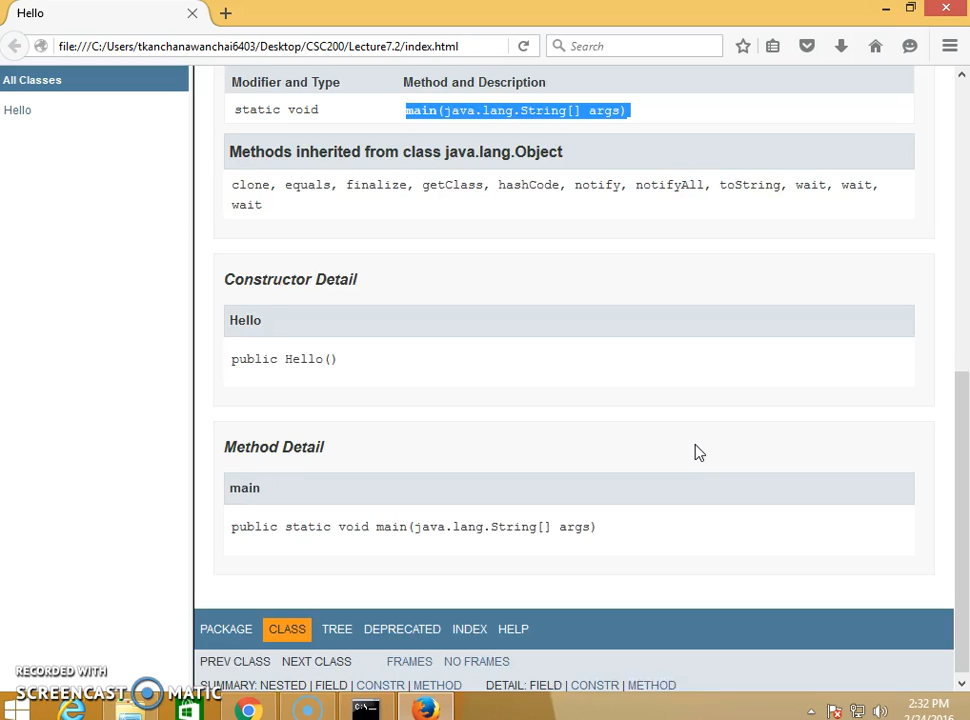 Hello
file:///C:/Users/tkanchanawanchai6403/Desktop/CSC200/Lecture7.2/index.html
Search
All Classes
Hello
Modifier and Type Method and Description
static void main(java.lang.String[] args)
Methods inherited from class java.lang.Object
clone, equals, finalize, getClass, hashCode, notify, notifyAll, toString, wait, wait,
wait
Constructor Detail
Hello
public Hello()
Method Detail
main
public static void main(java.lang.String[] args)
PACKAGE CLASS TREE DEPRECATED INDEX HELP
PREV CLASS NEXT CLASS FRAMES NO FRAMES
SUMMARY: NESTED | FIELD | CONSTR | METHOD DETAIL: FIELD | CONSTR | METHOD
RECORDED WITH
SCREENCAST MATIC
C:\_
2:32 PM
2/24/2016